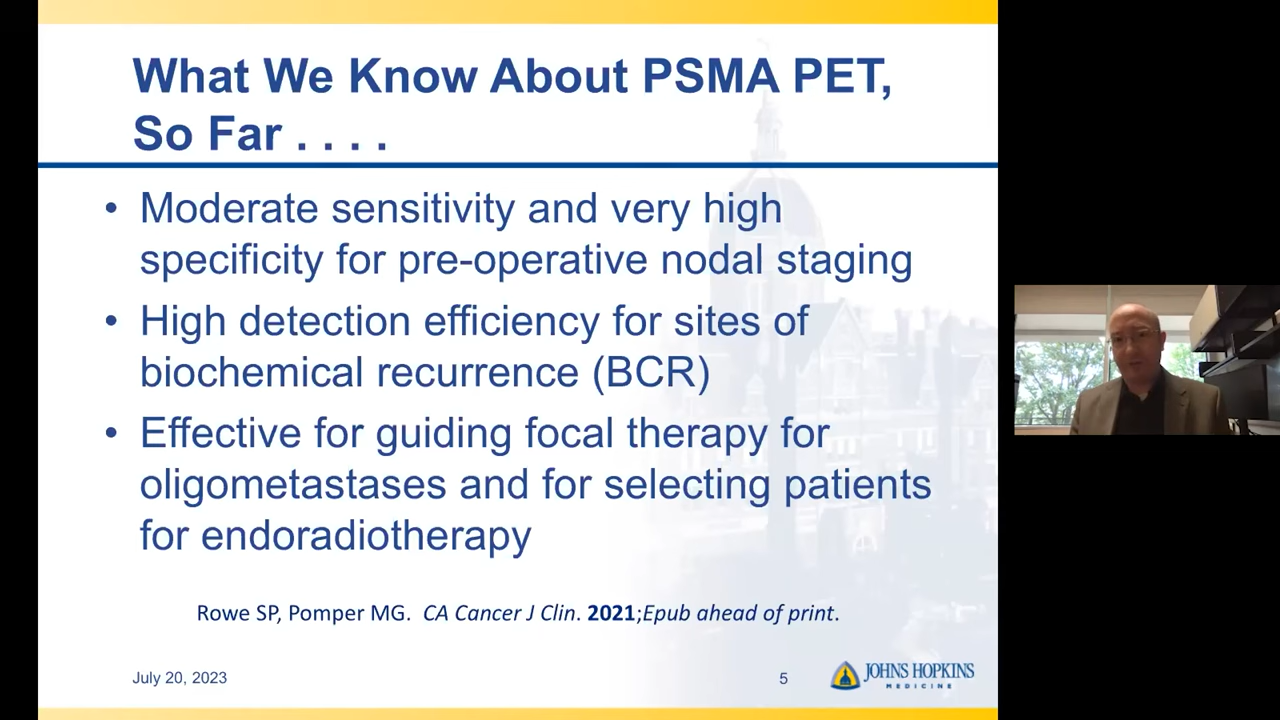 What We Know About PSMA PET,
So Far . . . .
• Moderate sensitivity and very high
specificity for pre-operative nodal staging
• High detection efficiency for sites of
biochemical recurrence (BCR)
• Effective for guiding focal therapy for
oligometastases and for selecting patients
for endoradiotherapy
Rowe SP, Pomper MG. CA Cancer J Clin. 2021;Epub ahead of print.
July 20, 2023
5
JOHNS HOPKINS
MEDICINE